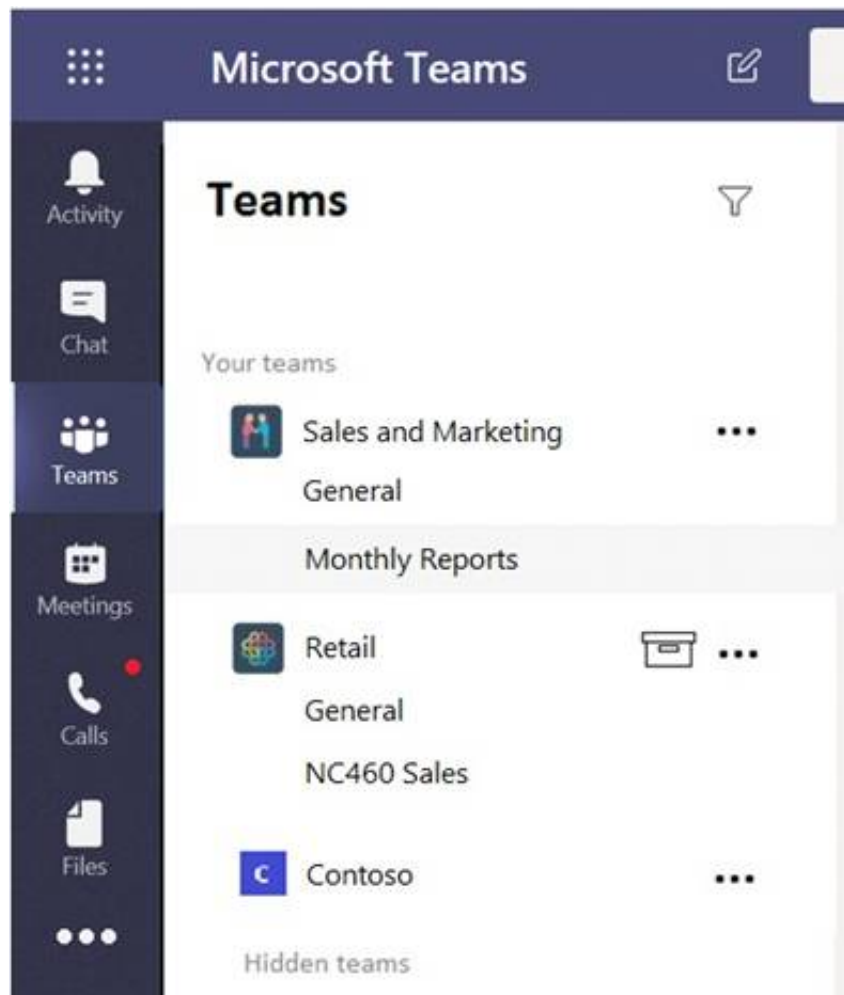 Microsoft Teams
Activity
Chat
Teams
Meetings
Calls
Files
Teams
Your teams
Sales and Marketing
General
Monthly Reports
Retail
General
NC460 Sales
C Contoso
Hidden teams